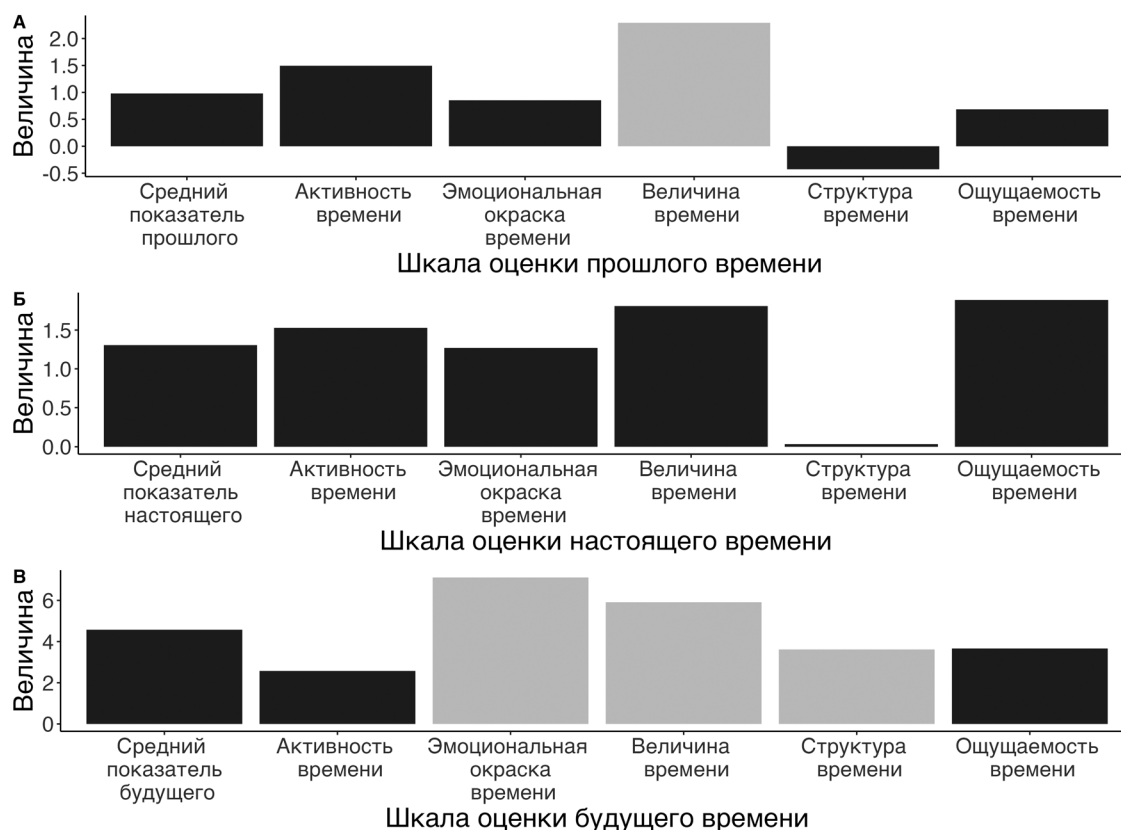 А
Величина
2.0
1.5
1.0
0.5
0.0
-0.5
Средний Активность Эмоциональная Величина Структура Ощущаемость
показатель времени окраска времени времени времени
прошлого времени
Шкала оценки прошлого времени
Б
Величина
1.5
1.0
0.5
0.0
Средний Активность Эмоциональная Величина Структура Ощущаемость
показатель времени окраска времени времени времени
настоящего времени
Шкала оценки настоящего времени
В
Величина
6
4
2
0
Средний Активность Эмоциональная Величина Структура Ощущаемость
показатель времени окраска времени времени времени
будущего времени
Шкала оценки будущего времени